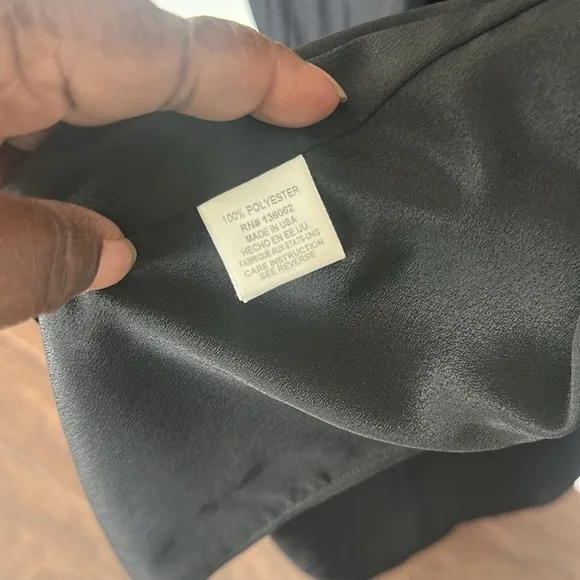 100% POLYESTER
RN# 136062
MADE IN USA
HECHO EN EE.UU.
FABRIQUE AUX ETATS-UNIS
CARE INSTRUCTION
SEE REVERSE